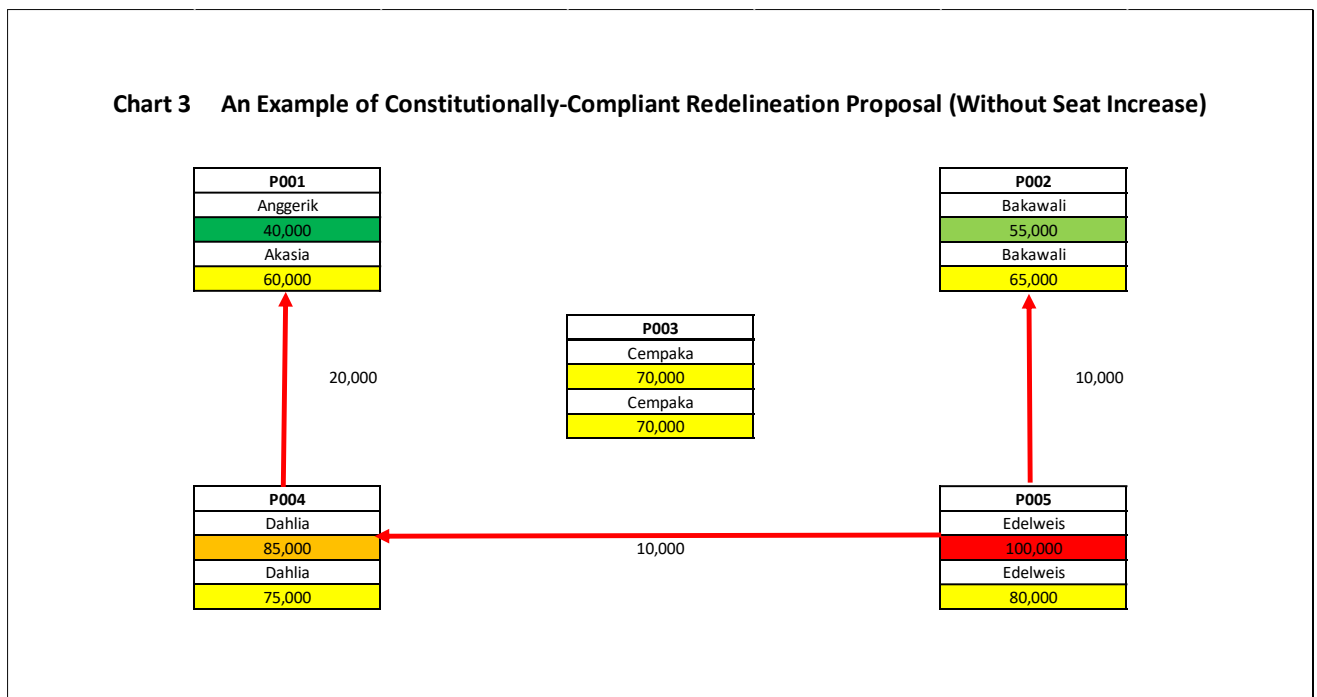 Chart 3 An Example of Constitutionally-Compliant Redelineation Proposal (Without Seat Increase)
P001
Anggerik
40,000
Akasia
60,000
P002
Bakawali
55,000
Bakawali
65,000
P003
Cempaka
70,000
Cempaka
70,000
20,000
10,000
P004
Dahlia
85,000
Dahlia
75,000
10,000
P005
Edelweis
100,000
Edelweis
80,000